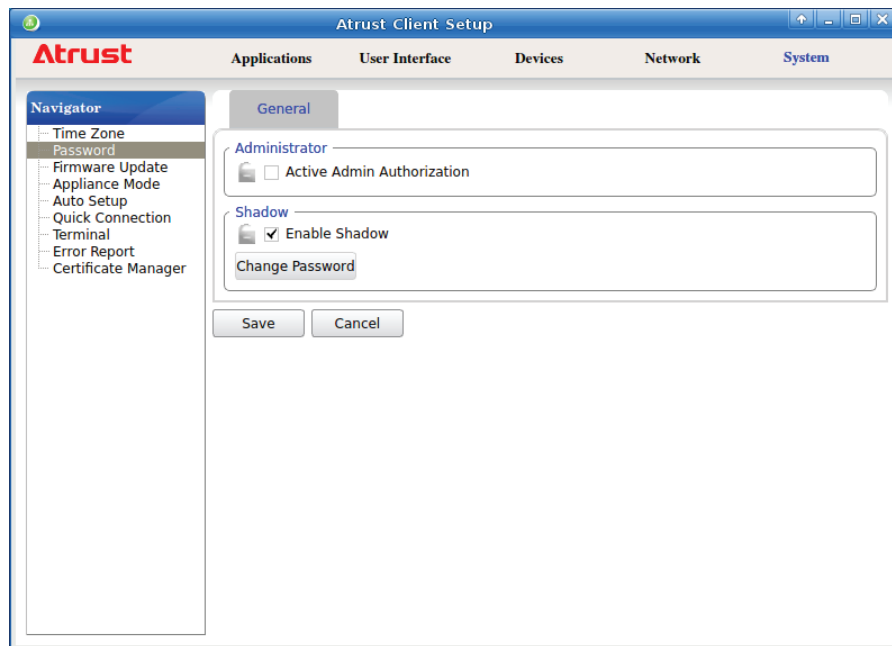 Atrust Client Setup
Atrust Applications User Interface Devices Network System
Navigator
Time Zone
Password
Firmware Update
Appliance Mode
Auto Setup
Quick Connection
Terminal
Error Report
Certificate Manager
General
Administrator
Active Admin Authorization
Shadow
Enable Shadow
Change Password
Save Cancel